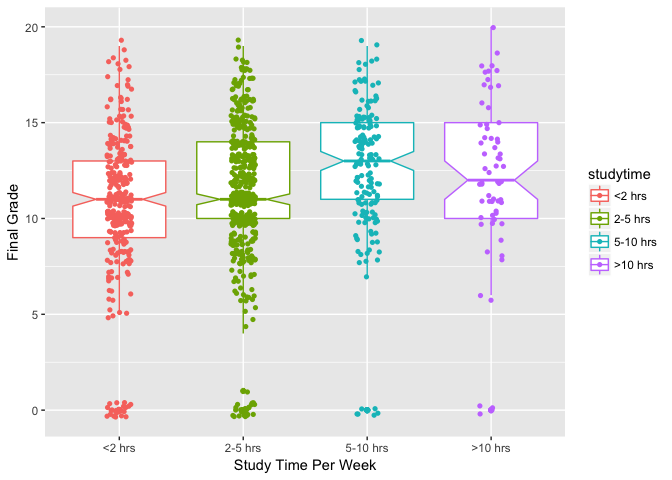 20
15
10
5
0
Final Grade
<2 hrs
2-5 hrs
5-10 hrs
>10 hrs
Study Time Per Week
studytime
<2 hrs
2-5 hrs
5-10 hrs
>10 hrs